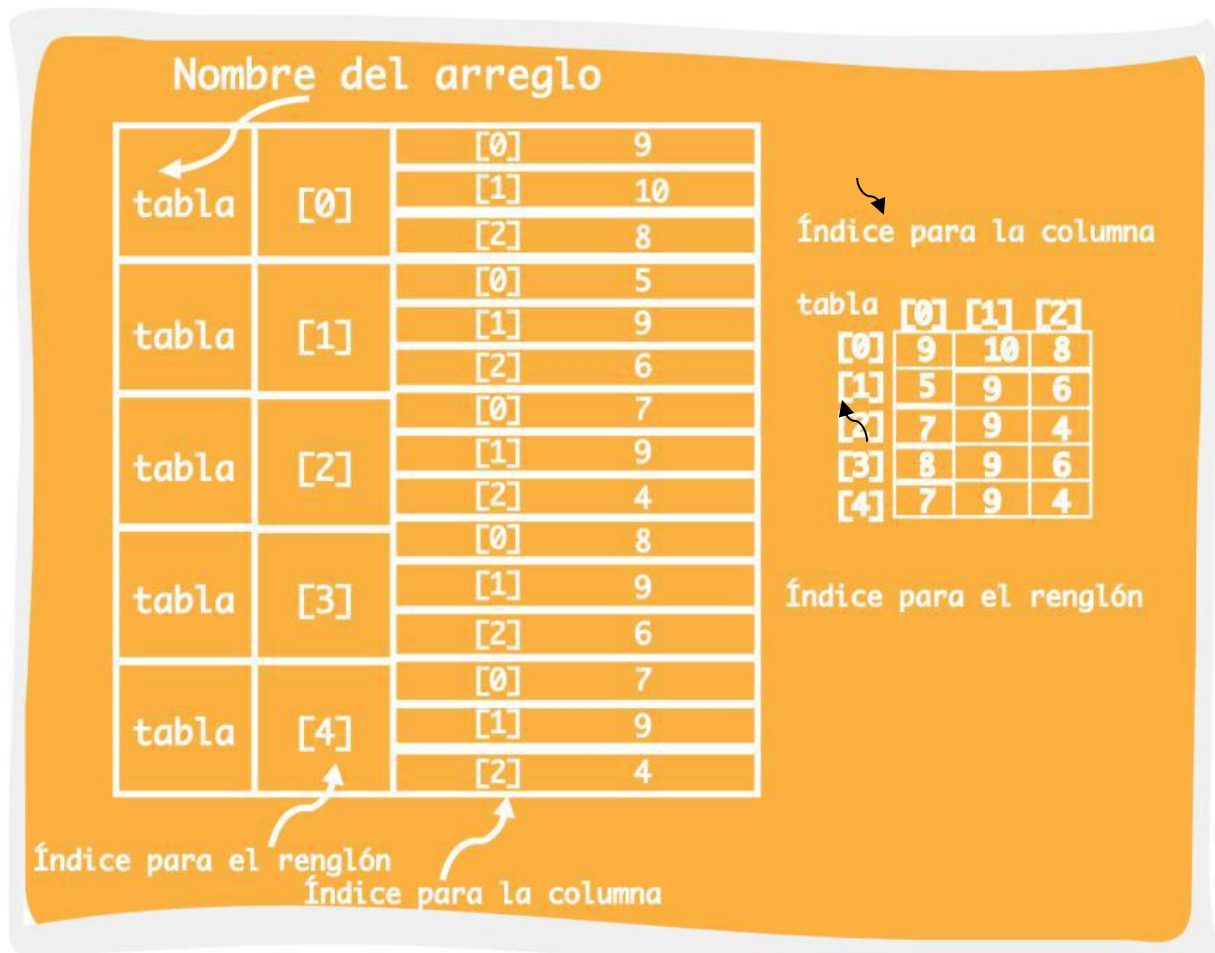 Nombre del arreglo
tabla [0] [0] 9
[1] 10
[2] 8
tabla [1] [0] 5
[1] 9
[2] 6
tabla [2] [0] 7
[1] 9
[2] 4
tabla [3] [0] 8
[1] 9
[2] 6
tabla [4] [0] 7
[1] 9
[2] 4
Índice para el renglón
Índice para la columna
Índice para la columna
tabla [0] [1] [2]
[0] 9 10 8
[1] 5 9 6
[2] 7 9 4
[3] 8 9 6
[4] 7 9 4
Índice para el renglón